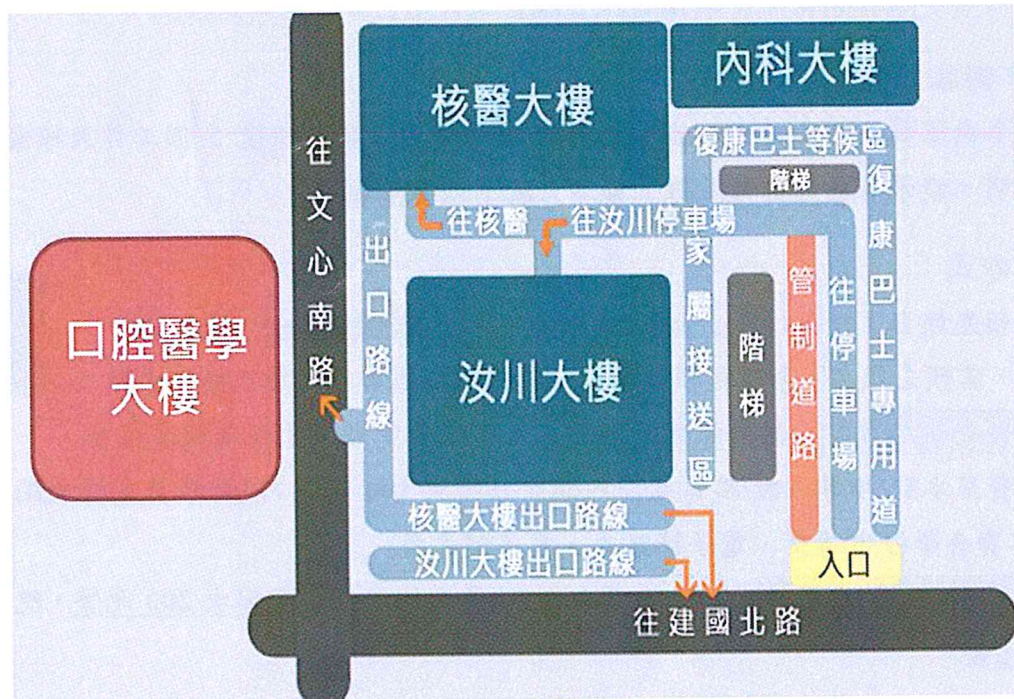 核醫大樓
內科大樓
復康巴士等候區
階梯
往文心南路
往核醫
往汝川停車場
出口路線
家屬接送區
管制道路
往停車場
復康巴士專用道
口腔醫學
大樓
汝川大樓
階梯
核醫大樓出口路線
汝川大樓出口路線
入口
往建國北路